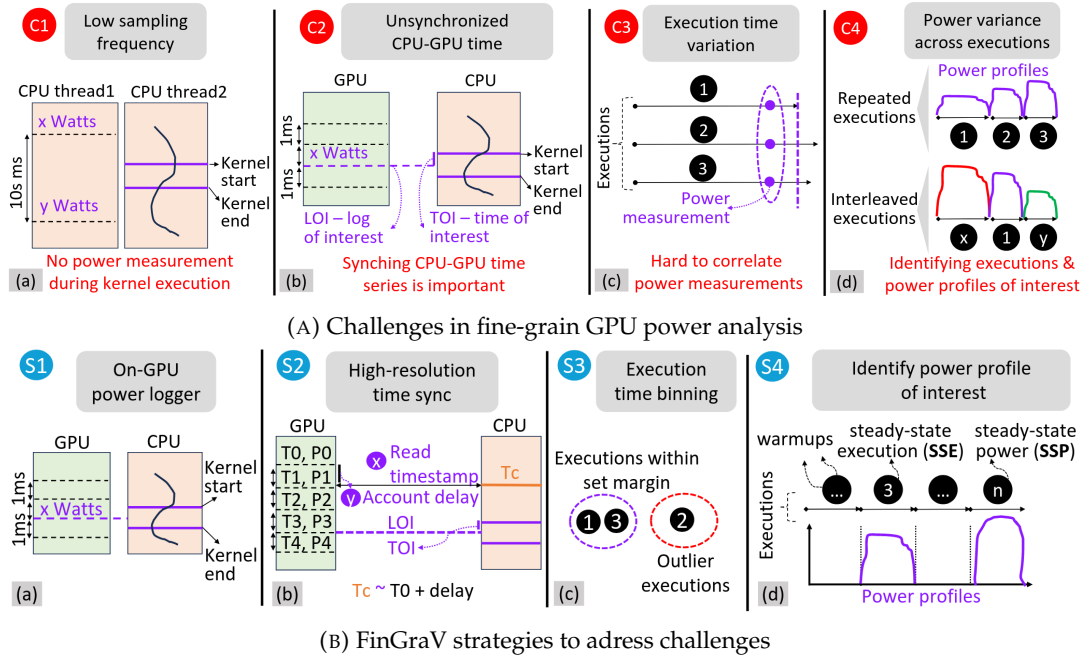 C1
Low sampling
frequency
CPU thread1
CPU thread2
x Watts
10s ms
y Watts
Kernel
start
Kernel
end
(a)
No power measurement
during kernel execution
C2
Unsynchronized
CPU-GPU time
GPU
CPU
1ms
x Watts
1ms
Kernel
start
Kernel
end
LOI – log
of interest
TOI – time of
interest
(b)
Synching CPU-GPU time
series is important
C3
Execution time
variation
Executions
1
2
3
Power
measurement
(c)
Hard to correlate
power measurements
C4
Power variance
across executions
Power profiles
Repeated
executions
1 2 3
Interleaved
executions
x 1 y
(d)
Identifying executions &
power profiles of interest
(A) Challenges in fine-grain GPU power analysis
S1
On-GPU
power logger
GPU
CPU
1ms
x Watts
1ms
Kernel
start
Kernel
end
(a)
S2
High-resolution
time sync
GPU
CPU
T0, P0
T1, P1
T2, P2
T3, P3
T4, P4
x Read
timestamp
y Account delay
Tc
LOI
TOI
Tc ~ T0 + delay
(b)
S3
Execution
time binning
Executions within
set margin
1 3
2
Outlier
executions
(c)
S4
Identify power profile
of interest
warmups
steady-state
execution (SSE)
steady-state
power (SSP)
Executions
... 3 ... n
Power profiles
(d)
(B) FinGraV strategies to adress challenges